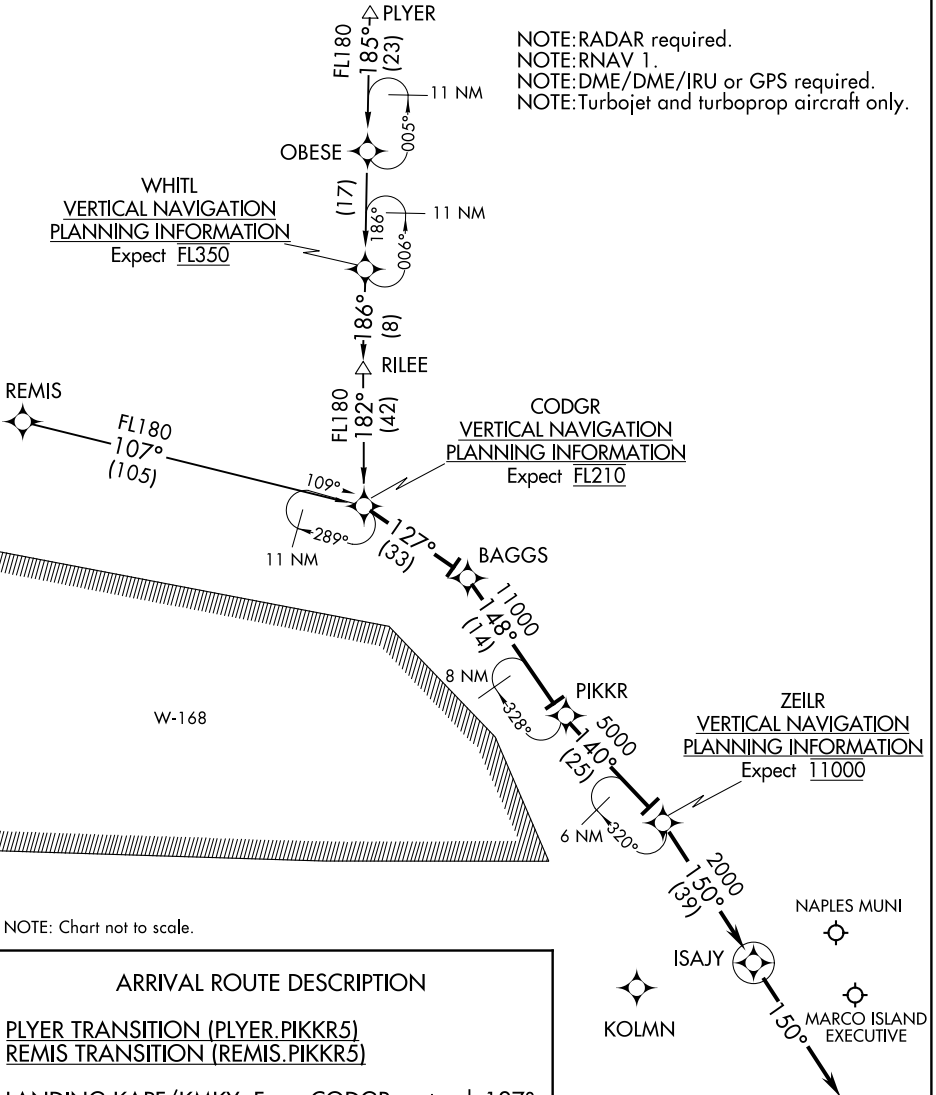 PLYER
FL180
185°
(23)
NOTE: RADAR required.
NOTE: RNAV 1.
NOTE: DME/DME/IRU or GPS required.
NOTE: Turbojet and turboprop aircraft only.
11 NM
005°
OBESE
(17)
WHITL
VERTICAL NAVIGATION
PLANNING INFORMATION
Expect FL350
11 NM
186°
006°
186°
(8)
RILEE
REMIS
FL180
107°
(105)
FL180
182°
(42)
CODGR
VERTICAL NAVIGATION
PLANNING INFORMATION
Expect FL210
109°
289°
11 NM
127°
(33)
BAGGS
11000
148°
(14)
8 NM
328°
PIKKR
W-168
5000
140°
(25)
ZEILR
VERTICAL NAVIGATION
PLANNING INFORMATION
Expect 11000
6 NM
320°
2000
150°
(39)
NAPLES MUNI
NOTE: Chart not to scale.
ISAJY
KOLMN
150°
MARCO ISLAND
EXECUTIVE
ARRIVAL ROUTE DESCRIPTION
PLYER TRANSITION (PLYER.PIKKR5)
REMIS TRANSITION (REMIS.PIKKR5)